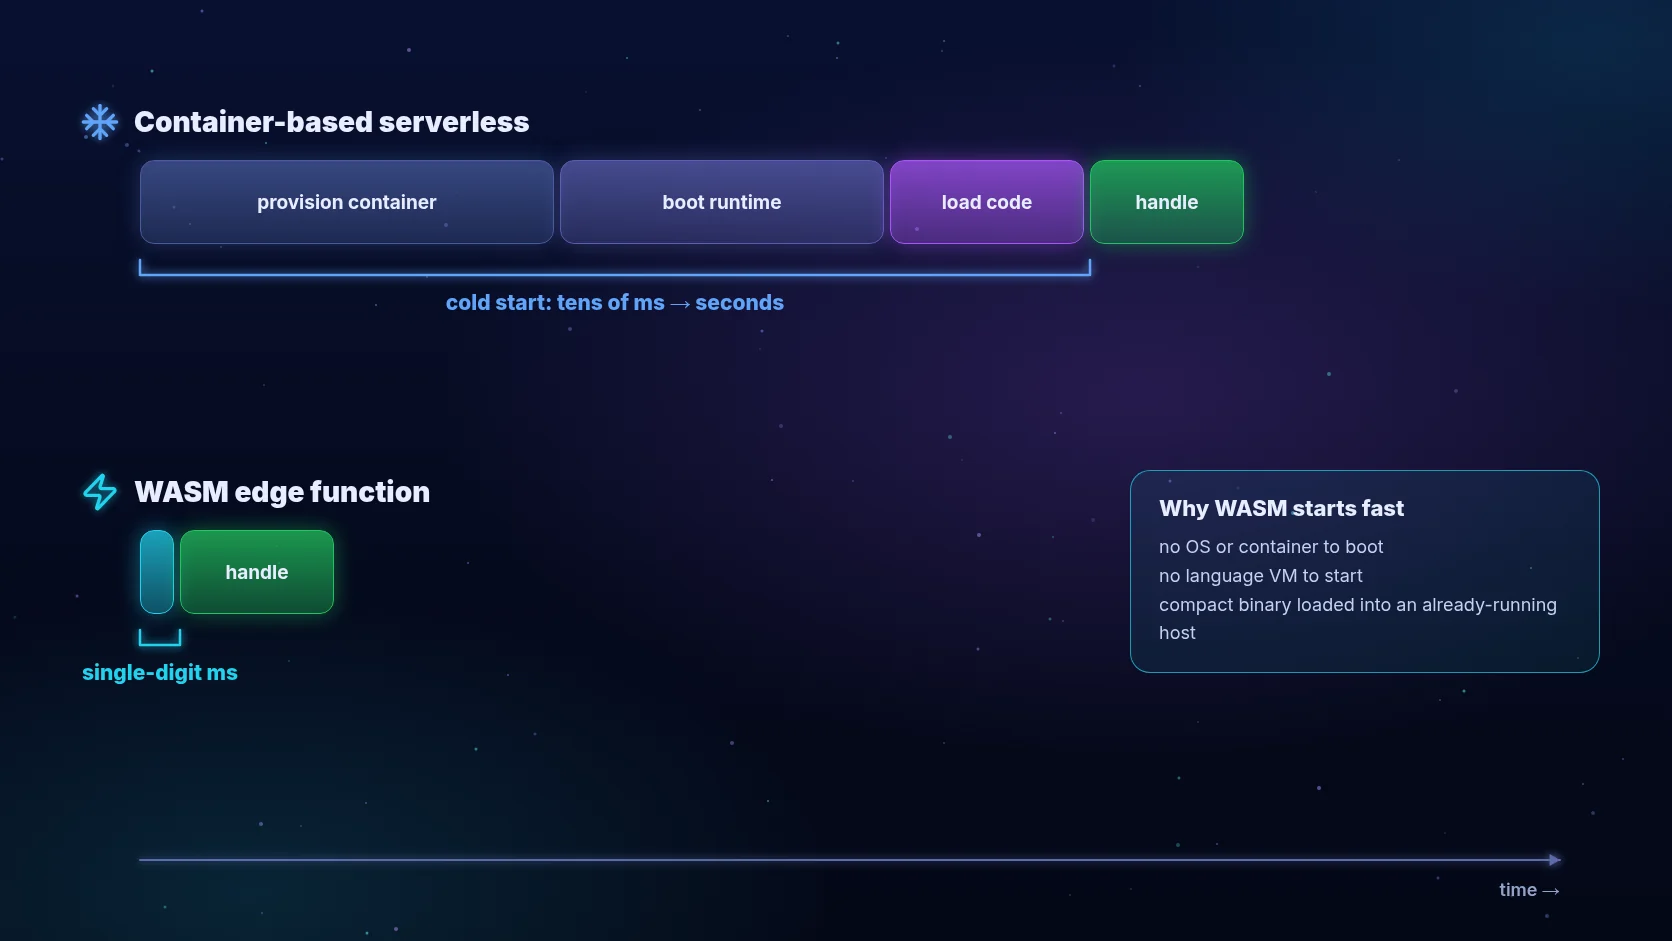 Container-based serverless
provision container
boot runtime
load code
handle
cold start: tens of ms → seconds
WASM edge function
handle
single-digit ms
Why WASM starts fast
no OS or container to boot
no language VM to start
compact binary loaded into an already-running
host
time →